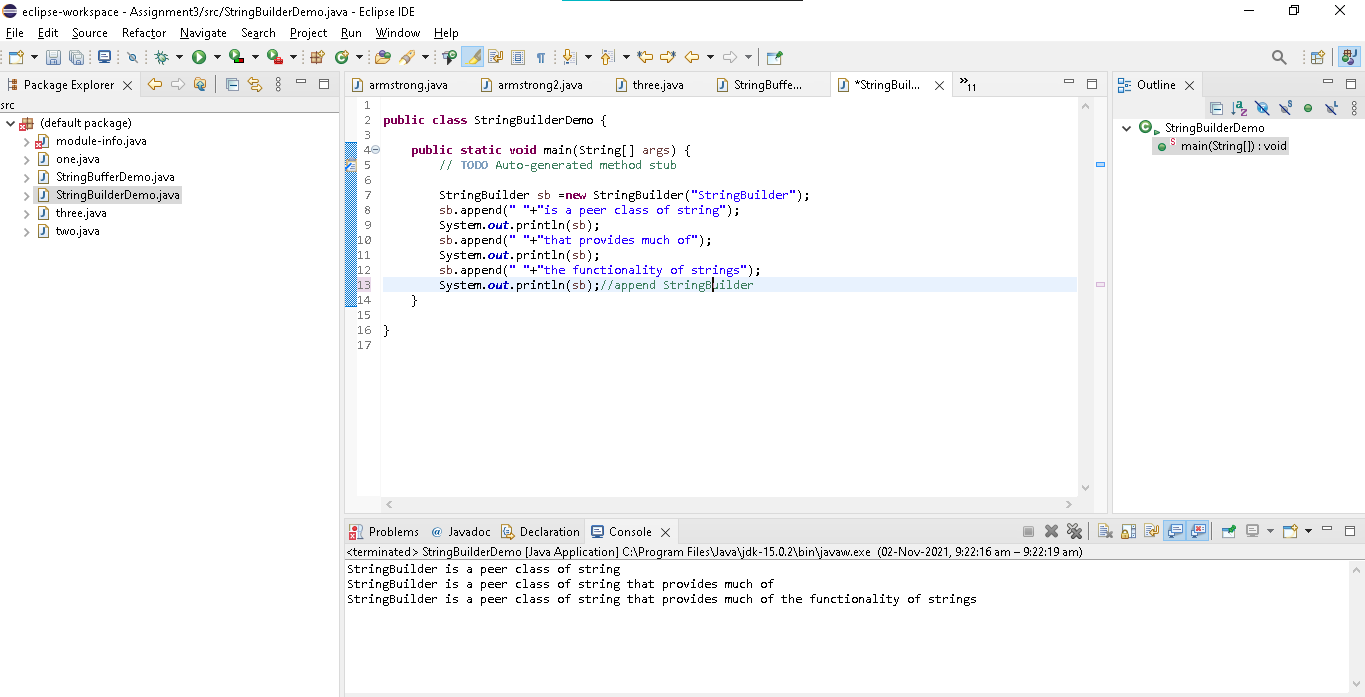 eclipse-workspace - Assignment3/src/StringBuilderDemo.java - Eclipse IDE
File Edit Source Refactor Navigate Search Project Run Window Help
Package Explorer
src
(default package)
module-info.java
one.java
StringBufferDemo.java
StringBuilderDemo.java
three.java
two.java
armstrong.java armstrong2.java three.java StringBuffe... *StringBuil... »11
1
2 public class StringBuilderDemo {
3
4 public static void main(String[] args) {
5 // TODO Auto-generated method stub
6
7 StringBuilder sb =new StringBuilder("StringBuilder");
8 sb.append(" "+"is a peer class of string");
9 System.out.println(sb);
10 sb.append(" "+"that provides much of");
11 System.out.println(sb);
12 sb.append(" "+"the functionality of strings");
13 System.out.println(sb);//append StringBuilder
14 }
15
16 }
17
Outline
StringBuilderDemo
main(String[]) : void
Problems @ Javadoc Declaration Console
<terminated> StringBuilderDemo [Java Application] C:\Program Files\Java\jdk-15.0.2\bin\javaw.exe (02-Nov-2021, 9:22:16 am – 9:22:19 am)
StringBuilder is a peer class of string
StringBuilder is a peer class of string that provides much of
StringBuilder is a peer class of string that provides much of the functionality of strings